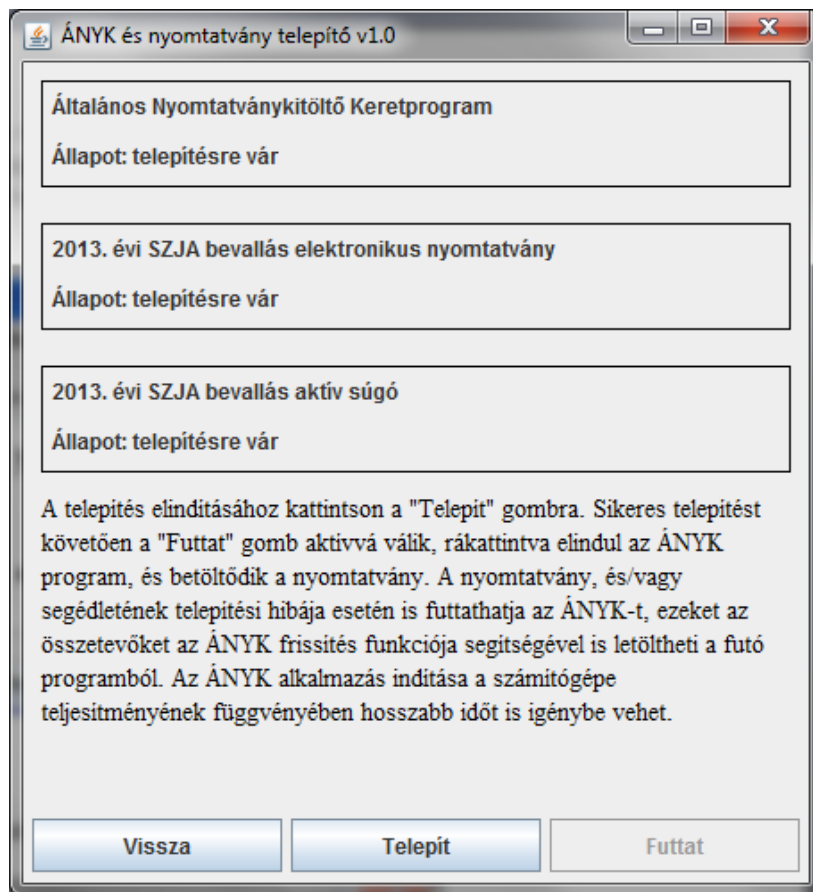 ÁNYK és nyomtatvány telepítő v1.0
Általános Nyomtatványkitöltő Keretprogram
Állapot: telepítésre vár
2013. évi SZJA bevallás elektronikus nyomtatvány
Állapot: telepítésre vár
2013. évi SZJA bevallás aktív súgó
Állapot: telepítésre vár
A telepítés elindításához kattintson a "Telepít" gombra. Sikeres telepítést
követően a "Futtat" gomb aktívvá válik, rákattintva elindul az ÁNYK
program, és betöltődik a nyomtatvány. A nyomtatvány, és/vagy
segédletének telepítési hibája esetén is futtathatja az ÁNYK-t, ezeket az
összetevőket az ÁNYK frissítés funkciója segítségével is letöltheti a futó
programból. Az ÁNYK alkalmazás indítása a számítógépe
teljesítményének függvényében hosszabb időt is igénybe vehet.
Vissza
Telepít
Futtat